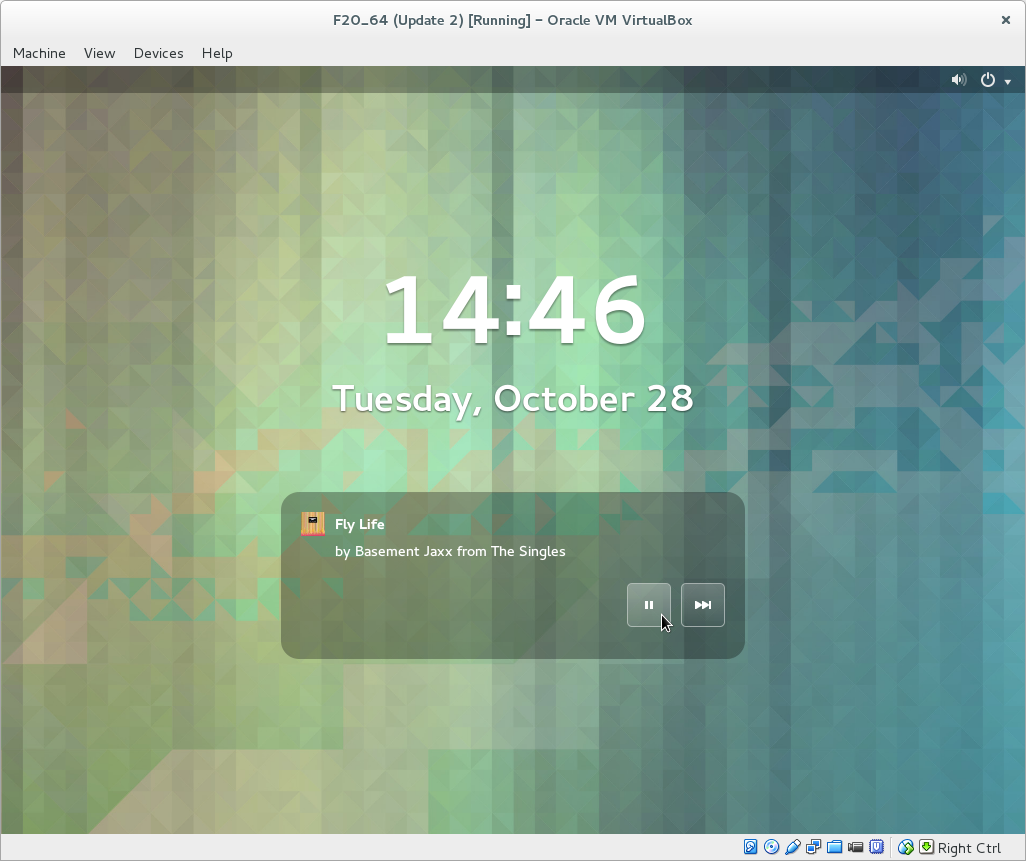 F20_64 (Update 2) [Running] – Oracle VM VirtualBox
Machine View Devices Help
14:46
Tuesday, October 28
Fly Life
by Basement Jaxx from The Singles
Right Ctrl